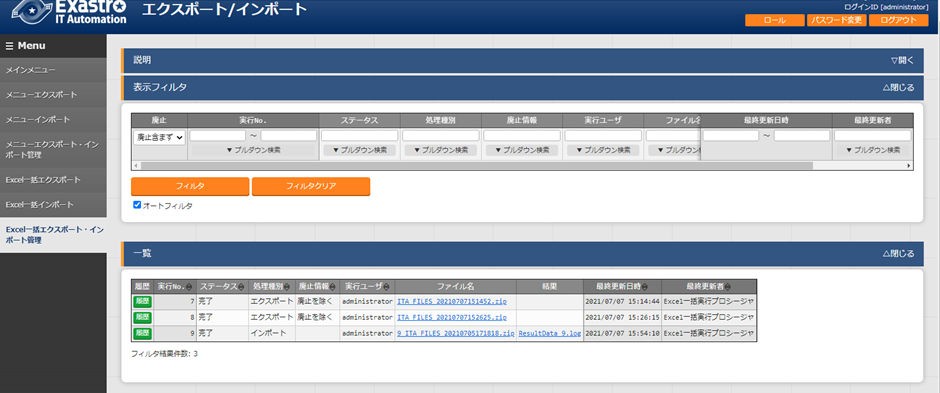 Exastro
IT Automation
エクスポート/インポート
ログインID [administrator]
ロール
パスワード変更
ログアウト
Menu
メインメニュー
メニューエクスポート
メニューインポート
メニューエクスポート・イン
ポート管理
Excel一括エクスポート
Excel一括インポート
Excel一括エクスポート・イン
ポート管理
説明
▽開く
表示フィルタ
△閉じる
廃止 実行No. ステータス 処理種別 廃止情報 実行ユーザ ファイル名 最終更新日時 最終更新者
廃止含まず ～ ～
▼ プルダウン検索 ▼ プルダウン検索 ▼ プルダウン検索 ▼ プルダウン検索 ▼ プルダウン検索 ▼ プルダウン ▼ プルダウン検索
フィルタ フィルタクリア
オートフィルタ
一覧
△閉じる
履歴 実行No. ステータス 処理種別 廃止情報 実行ユーザ ファイル名 結果 最終更新日時 最終更新者
履歴 7 完了 エクスポート 廃止を除く administrator ITA_FILES_20210707151452.zip 2021/07/07 15:14:44 Excel一括実行プロシージャ
履歴 8 完了 エクスポート 廃止を除く administrator ITA_FILES_20210707152625.zip 2021/07/07 15:26:15 Excel一括実行プロシージャ
履歴 9 完了 インポート administrator 9_ITA_FILES_20210705171818.zip ResultData_9.log 2021/07/07 15:54:10 Excel一括実行プロシージャ
フィルタ結果件数: 3